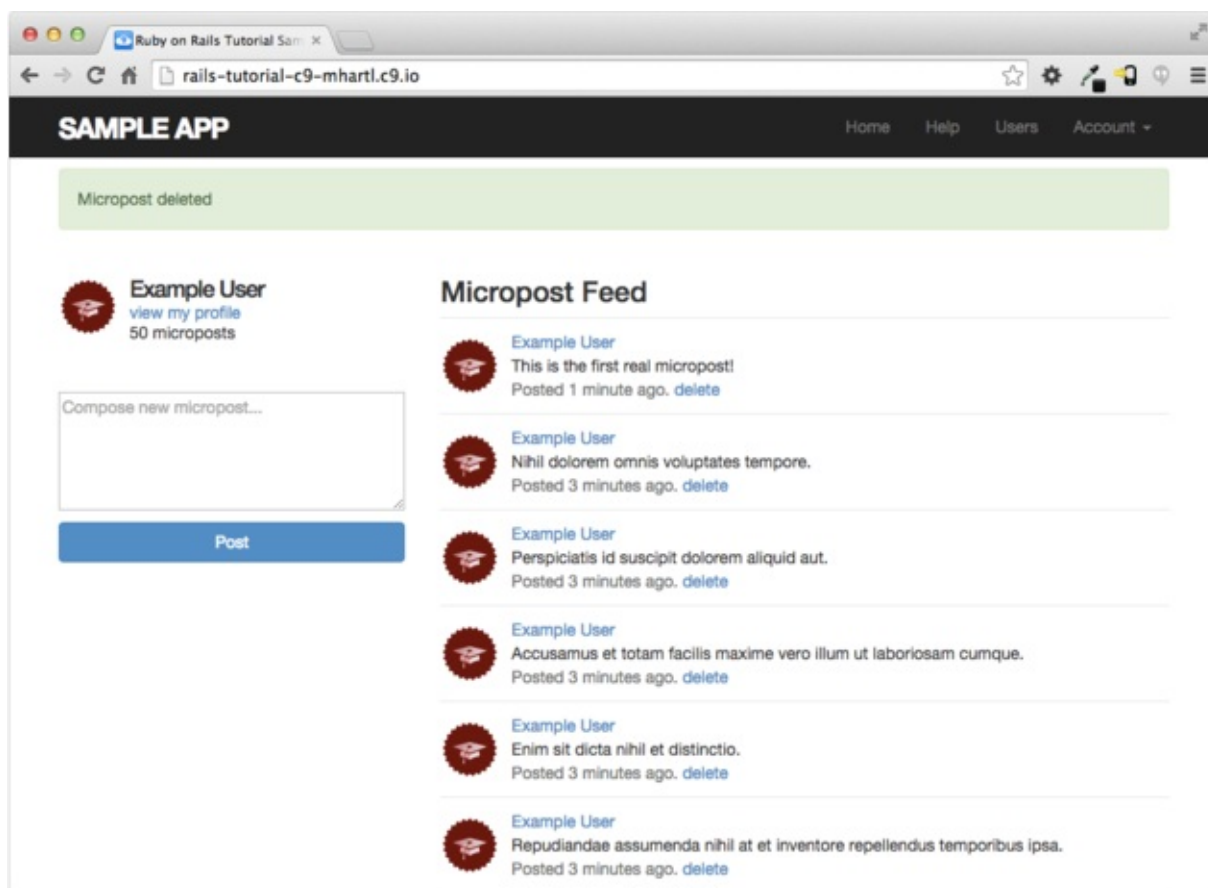 Ruby on Rails Tutorial Sam
rails-tutorial-c9-mhartl.c9.io
SAMPLE APP
Home Help Users Account
Micropost deleted
Example User
view my profile
50 microposts
Compose new micropost...
Post
Micropost Feed
Example User
This is the first real micropost!
Posted 1 minute ago. delete
Example User
Nihil dolorem omnis voluptates tempore.
Posted 3 minutes ago. delete
Example User
Perspiciatis id suscipit dolorem aliquid aut.
Posted 3 minutes ago. delete
Example User
Accusamus et totam facilis maxime vero illum ut laboriosam cumque.
Posted 3 minutes ago. delete
Example User
Enim sit dicta nihil et distinctio.
Posted 3 minutes ago. delete
Example User
Repudiandae assumenda nihil at et inventore repellendus temporibus ipsa.
Posted 3 minutes ago. delete